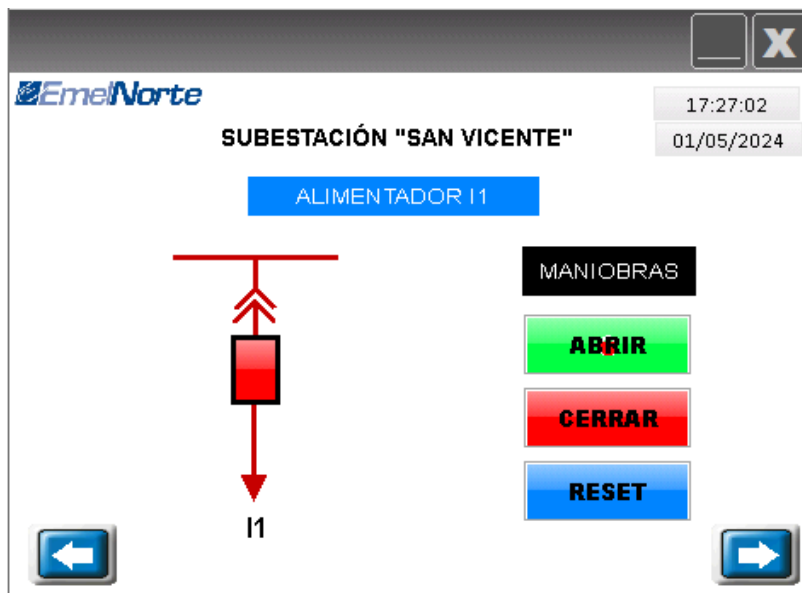 X
EmelNorte
17:27:02
SUBESTACIÓN "SAN VICENTE"
01/05/2024
ALIMENTADOR I1
MANIOBRAS
ABRIR
CERRAR
RESET
I1